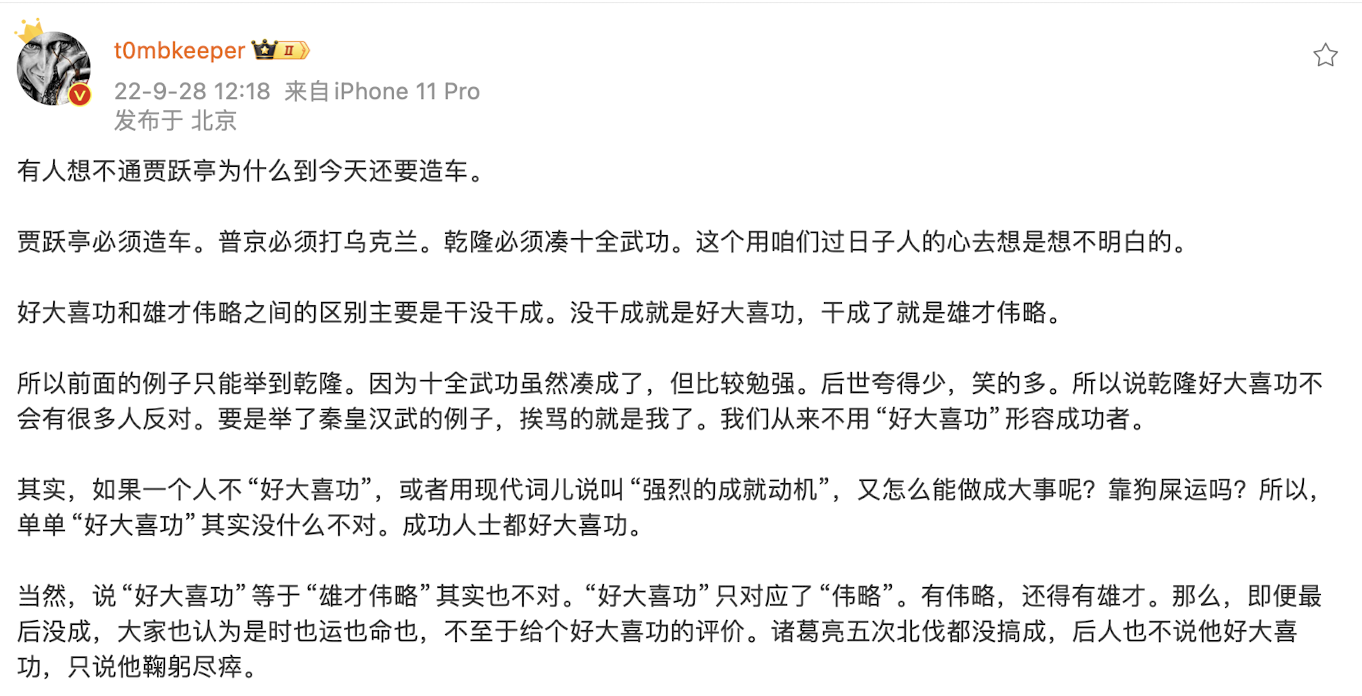 t0mbkeeper II
22-9-28 12:18 来自 iPhone 11 Pro
发布于 北京
有人想不通贾跃亭为什么到今天还要造车。
贾跃亭必须造车。普京必须打乌克兰。乾隆必须凑十全武功。这个用咱们过日子人的心去想是想不明白的。
好大喜功和雄才伟略之间的区别主要是干没干成。没干成就是好大喜功，干成了就是雄才伟略。
所以前面的例子只能举到乾隆。因为十全武功虽然凑成了，但比较勉强。后世夸得少，笑的多。所以说乾隆好大喜功不
会有很多人反对。要是举了秦皇汉武的例子，挨骂的就是我了。我们从来不用“好大喜功”形容成功者。
其实，如果一个人不“好大喜功”，或者用现代词儿说叫“强烈的成就动机”，又怎么能做成大事呢？靠狗屎运吗？所以，
单单“好大喜功”其实没什么不对。成功人士都好大喜功。
当然，说“好大喜功”等于“雄才伟略”其实也不对。“好大喜功”只对应了“伟略”。有伟略，还得有雄才。那么，即便最
后没成，大家也认为是时也运也命也，不至于给个好大喜功的评价。诸葛亮五次北伐都没搞成，后人也不说他好大喜
功，只说他鞠躬尽瘁。